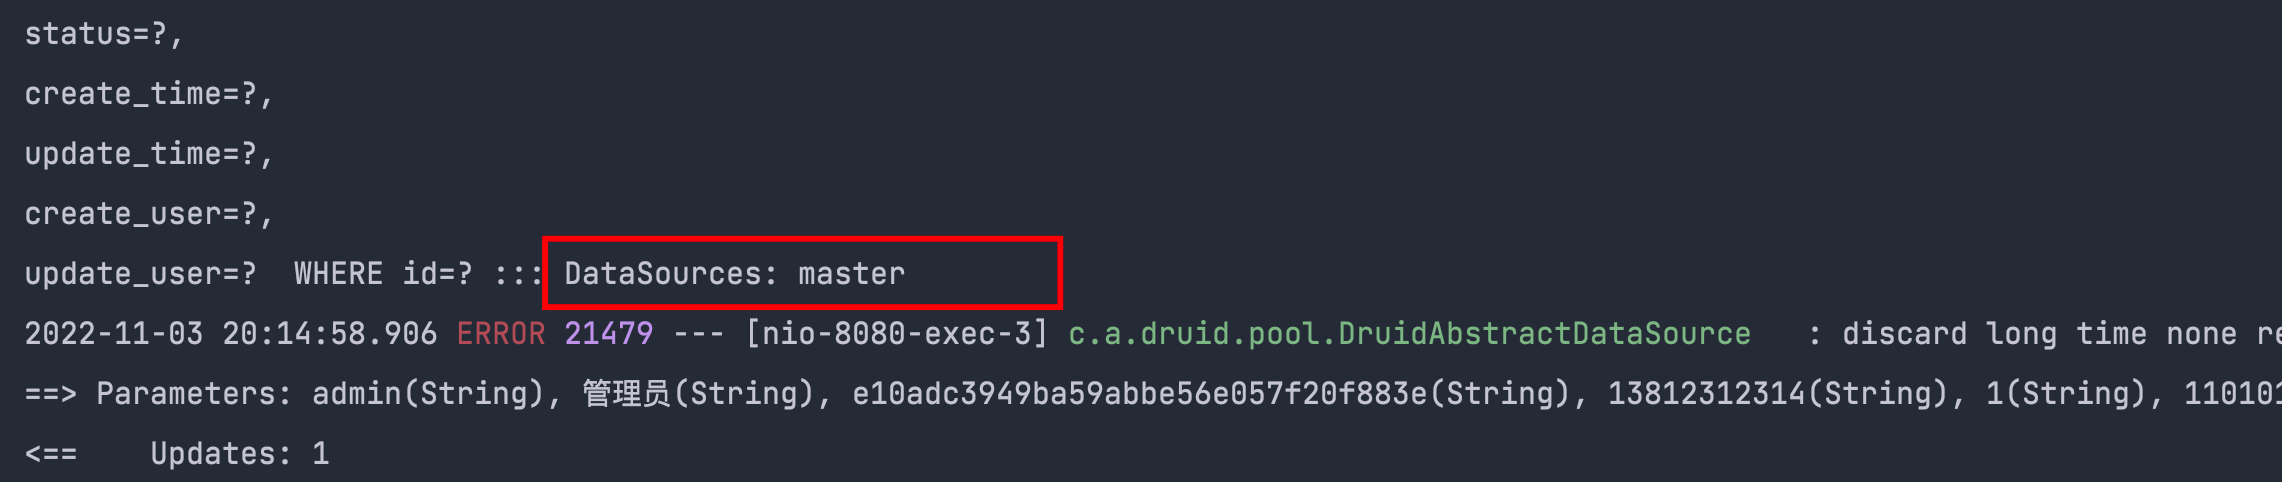 status=?,
create_time=?,
update_time=?,
create_user=?,
update_user=?  WHERE id=? ::: DataSources: master
2022-11-03 20:14:58.906 ERROR 21479 --- [nio-8080-exec-3] c.a.druid.pool.DruidAbstractDataSource   : discard long time none re
==> Parameters: admin(String), 管理员(String), e10adc3949ba59abbe56e057f20f883e(String), 13812312314(String), 1(String), 110101
<==    Updates: 1